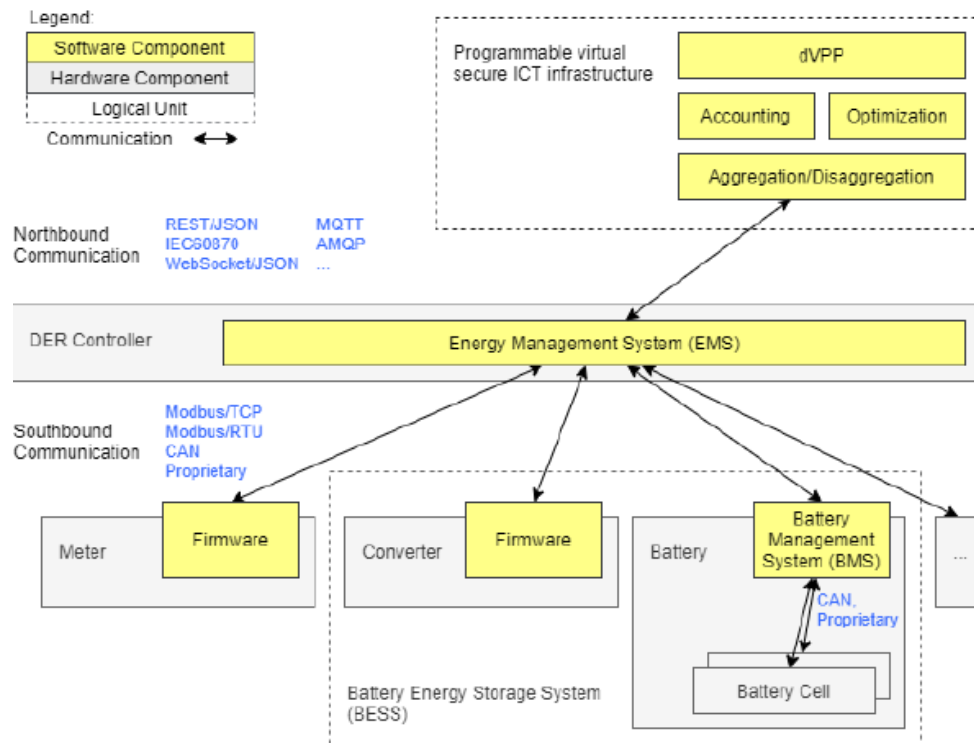 Legend:
Software Component
Hardware Component
Logical Unit
Communication
Programmable virtual
secure ICT infrastructure
dVPP
Accounting
Optimization
Aggregation/Disaggregation
Northbound
Communication
REST/JSON
IEC60870
WebSocket/JSON
MQTT
AMQP
...
DER Controller
Energy Management System (EMS)
Southbound
Communication
Modbus/TCP
Modbus/RTU
CAN
Proprietary
Meter
Firmware
Converter
Firmware
Battery
Battery
Management
System (BMS)
...
CAN,
Proprietary
Battery Cell
Battery Energy Storage System
(BESS)